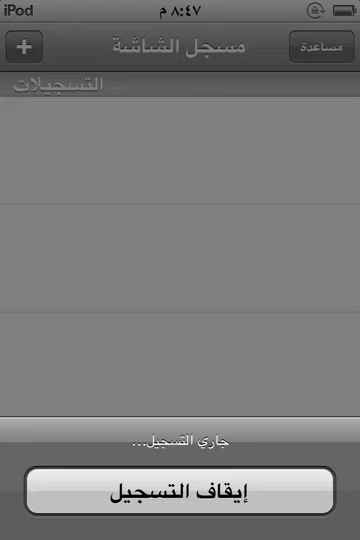 iPod ٨:٤٧ م
مساعدة مسجل الشاشة +
التسجيلات
جاري التسجيل...
إيقاف التسجيل